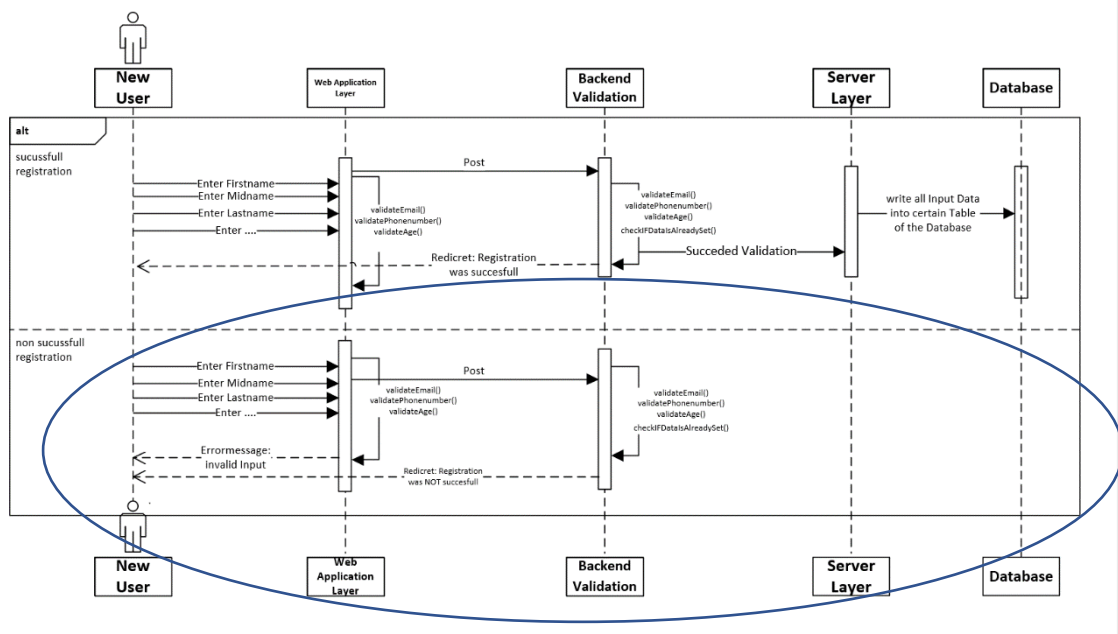 New
User
Web Application
Layer
Backend
Validation
Server
Layer
Database
alt
sucussfull
registration
Post
Enter Firstname
Enter Midname
Enter Lastname
Enter ....
validateEmail()
validatePhonenumber()
validateAge()
validateEmail()
validatePhonenumber()
validateAge()
checkIFDataIsAlreadySet()
write all Input Data
into certain Table
of the Database
Succeded Validation
Redicret: Registration
was succesfull
non sucussfull
registration
Enter Firstname
Enter Midname
Enter Lastname
Enter ....
Post
validateEmail()
validatePhonenumber()
validateAge()
validateEmail()
validatePhonenumber()
validateAge()
checkIFDataIsAlreadySet()
Errormessage:
invalid Input
Redicret: Registration
was NOT succesfull
New
User
Web
Application
Layer
Backend
Validation
Server
Layer
Database